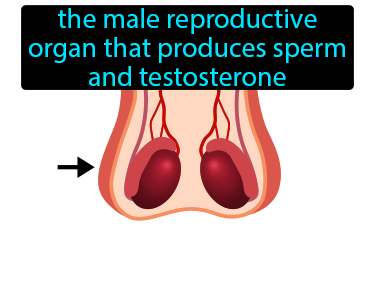 the male reproductive
organ that produces sperm
and testosterone